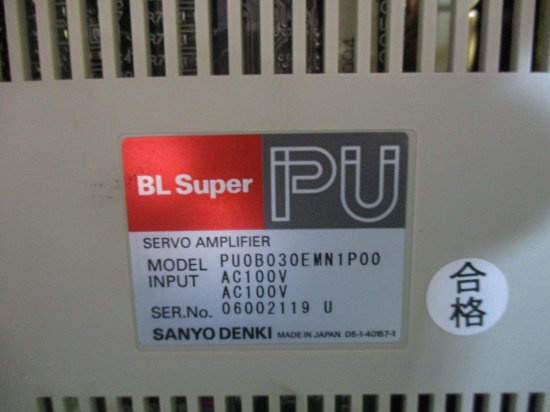 BL Super PU
SERVO AMPLIFIER
MODEL PU0B030EMN1P00
INPUT AC100V
AC100V
SER.No. 06002119 U
SANYO DENKI MADE IN JAPAN DS-1-40157-1
合格